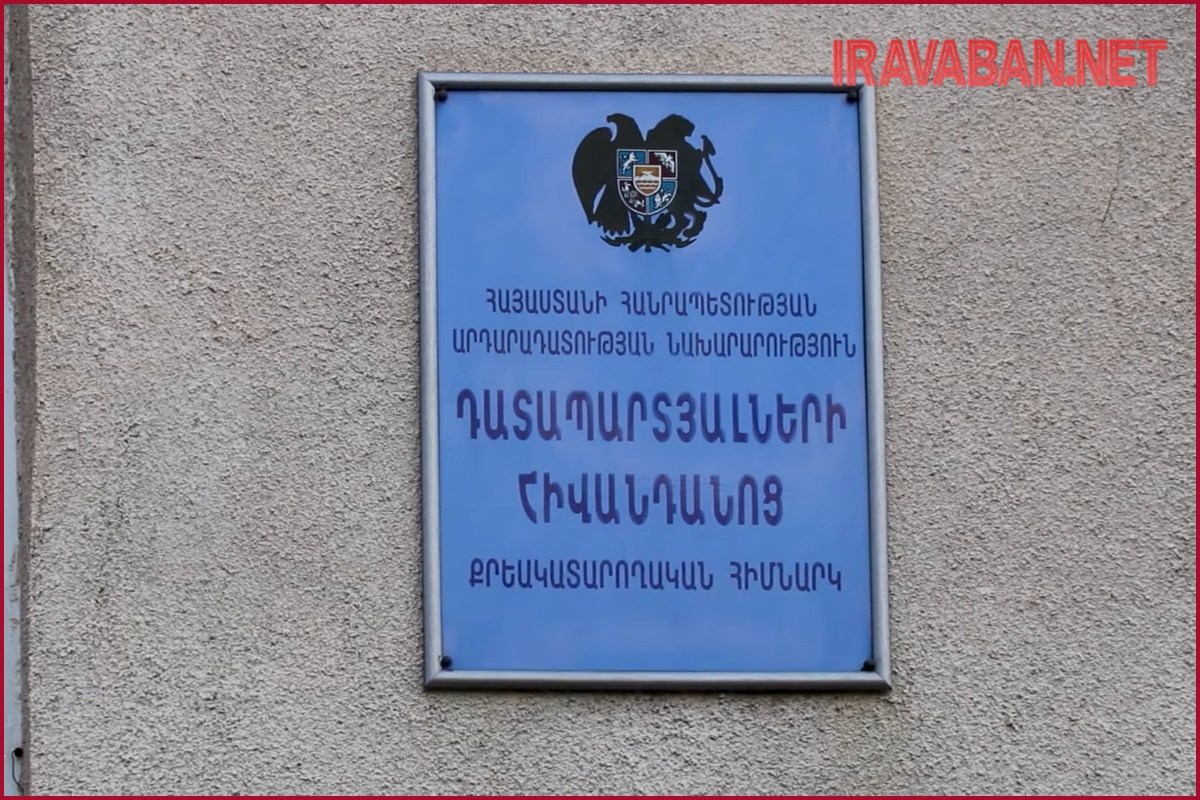 IRAVABAN.NET
ՀԱՅԱՍՏԱՆԻ ՀԱՆՐԱՊԵՏՈՒԹՅԱՆ
ԱՐԴԱՐԱԴԱՏՈՒԹՅԱՆ ՆԱԽԱՐԱՐՈՒԹՅՈՒՆ
ԴԱՏԱՊԱՐՏՅԱԼՆԵՐԻ
ՀԻՎԱՆԴԱՆՈՑ
ՔՐԵԱԿԱՏԱՐՈՂԱԿԱՆ ՀԻՄՆԱՐԿ